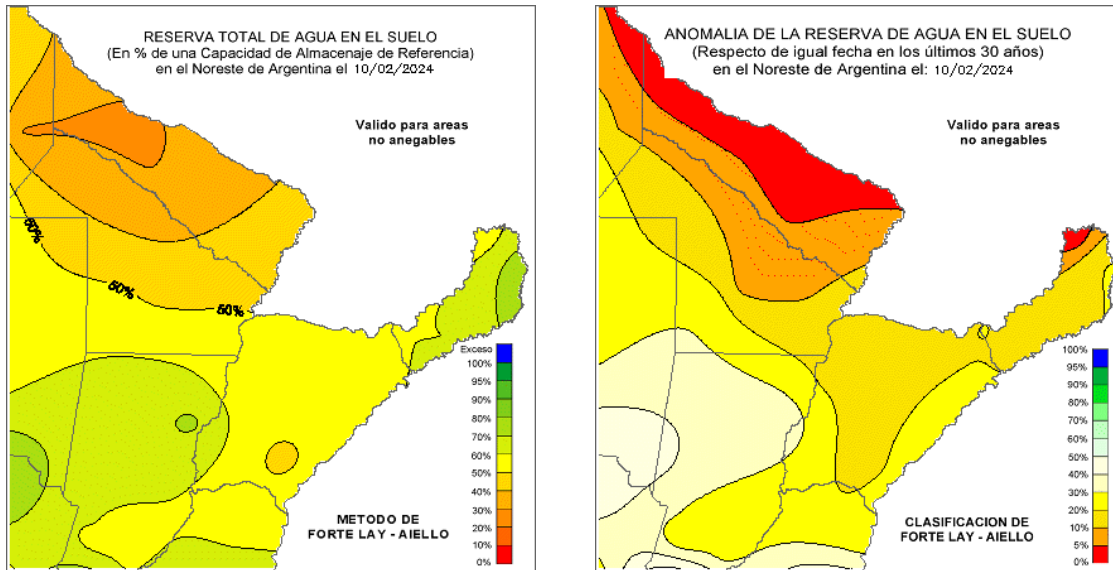 RESERVA TOTAL DE AGUA EN EL SUELO
(En % de una Capacidad de Almacenaje de Referencia)
en el Noreste de Argentina el 10/02/2024
Valido para areas
no anegables
50%
50%
50%
Exceso
100%
95%
90%
80%
70%
60%
50%
40%
30%
20%
10%
0%
METODO DE
FORTE LAY - AIELLO
ANOMALIA DE LA RESERVA DE AGUA EN EL SUELO
(Respecto de igual fecha en los últimos 30 años)
en el Noreste de Argentina el: 10/02/2024
Valido para areas
no anegables
100%
95%
90%
80%
70%
60%
50%
40%
30%
20%
10%
5%
0%
CLASIFICACION DE
FORTE LAY - AIELLO